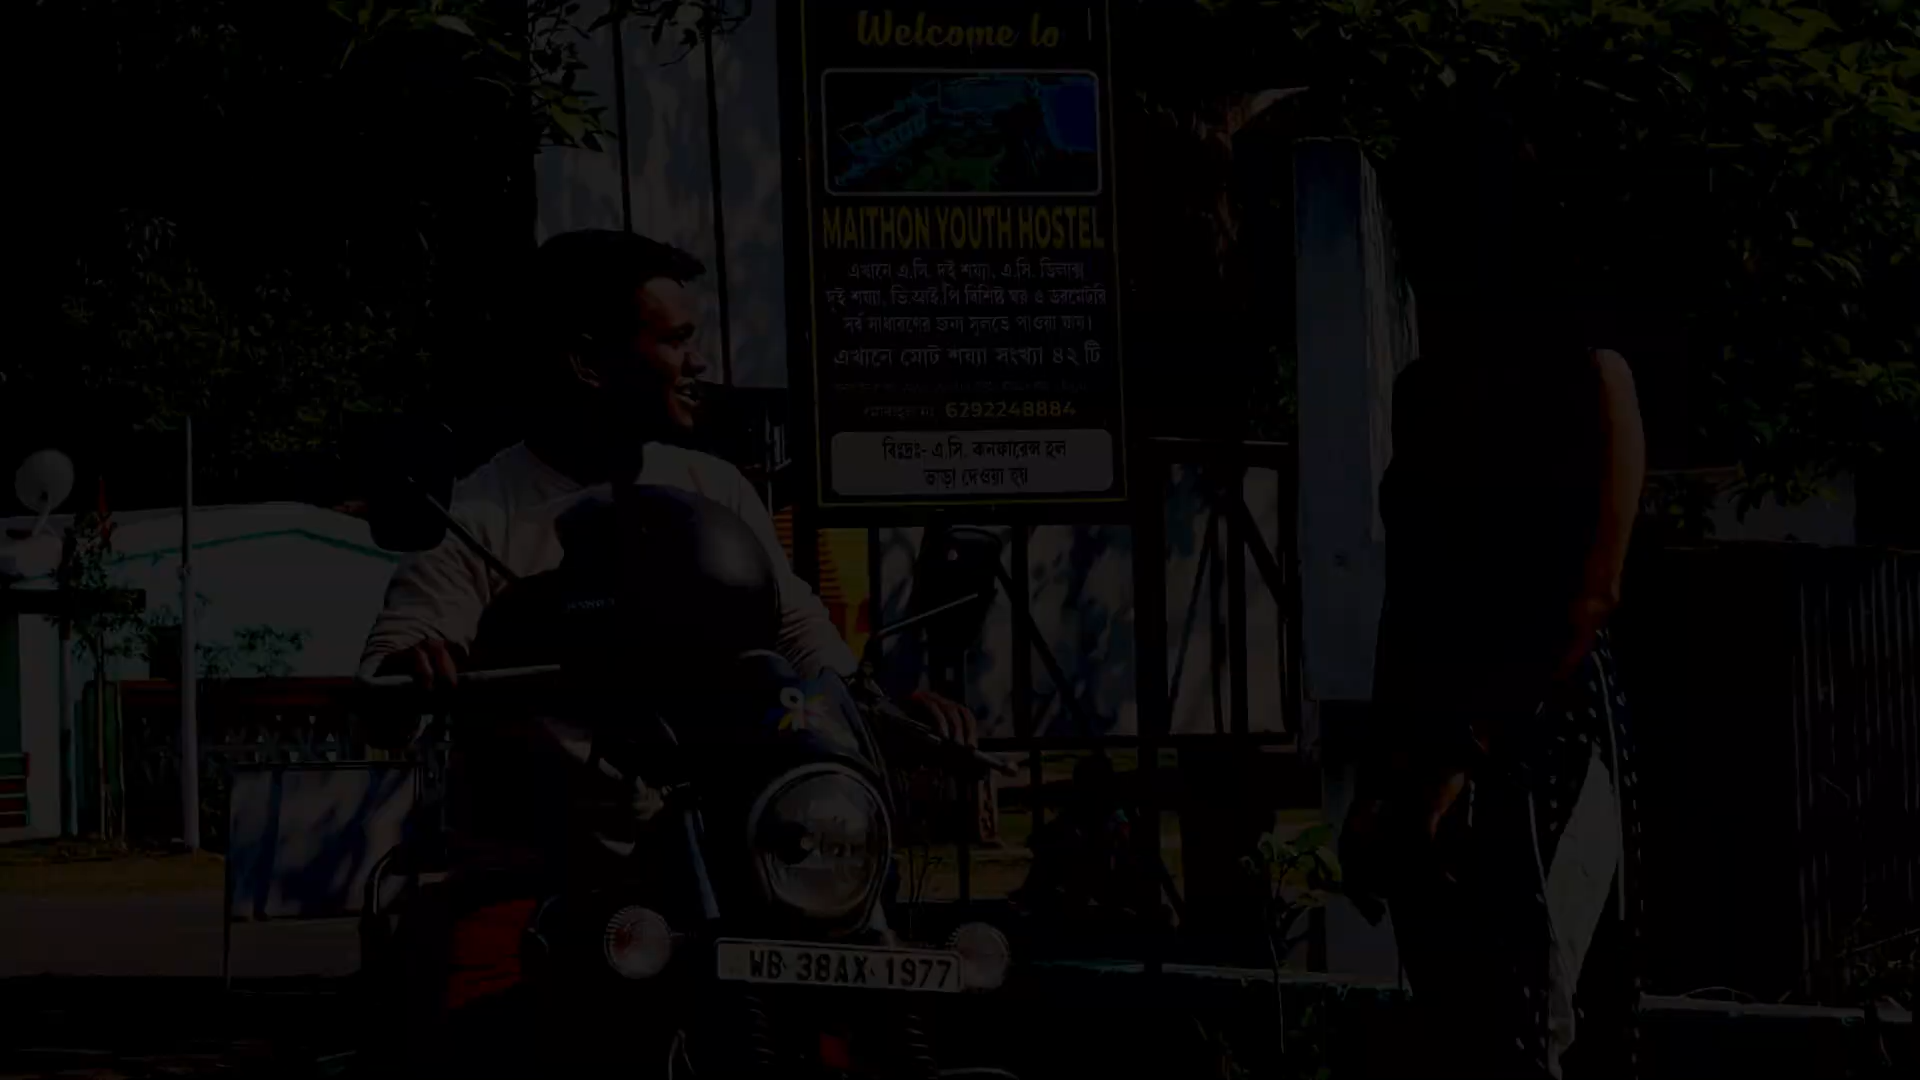 Welcome to
MAITHON YOUTH HOSTEL
এখানে এ.সি. দুই শয্যা, এ.সি. ডিলাক্স
দুই শয্যা, ভি.আই.পি বিশিষ্ট ঘর ও ডরমেটরি
সর্ব সাধারণের জন্য সুলভে পাওয়া যায়।
এখানে মোট শয্যা সংখ্যা ৪২ টি
6292248884
বিঃদ্রঃ- এ.সি. কনফারেন্স হল
ভাড়া দেওয়া হয়
WB 38AX 1977